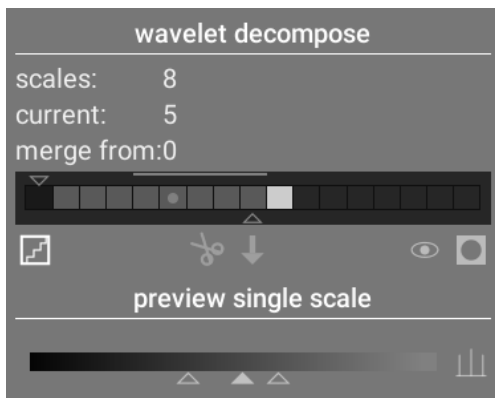 wavelet decompose
scales: 8
current: 5
merge from:0
preview single scale